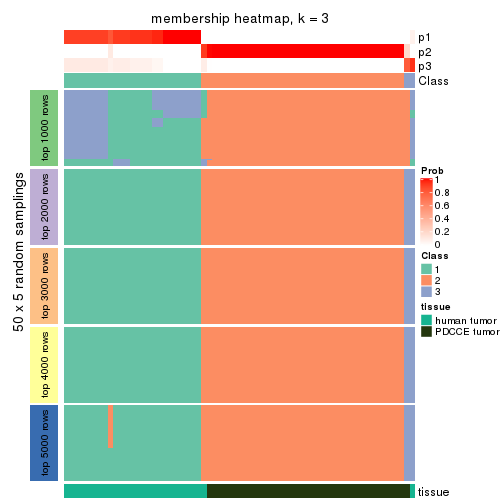 membership heatmap, k = 3
p1
p2
p3
Class
50 x 5 random samplings
top 1000 rows
top 2000 rows
top 3000 rows
top 4000 rows
top 5000 rows
Prob
1
0.8
0.6
0.4
0.2
0
Class
1
2
3
tissue
human tumor
PDCCE tumor
tissue